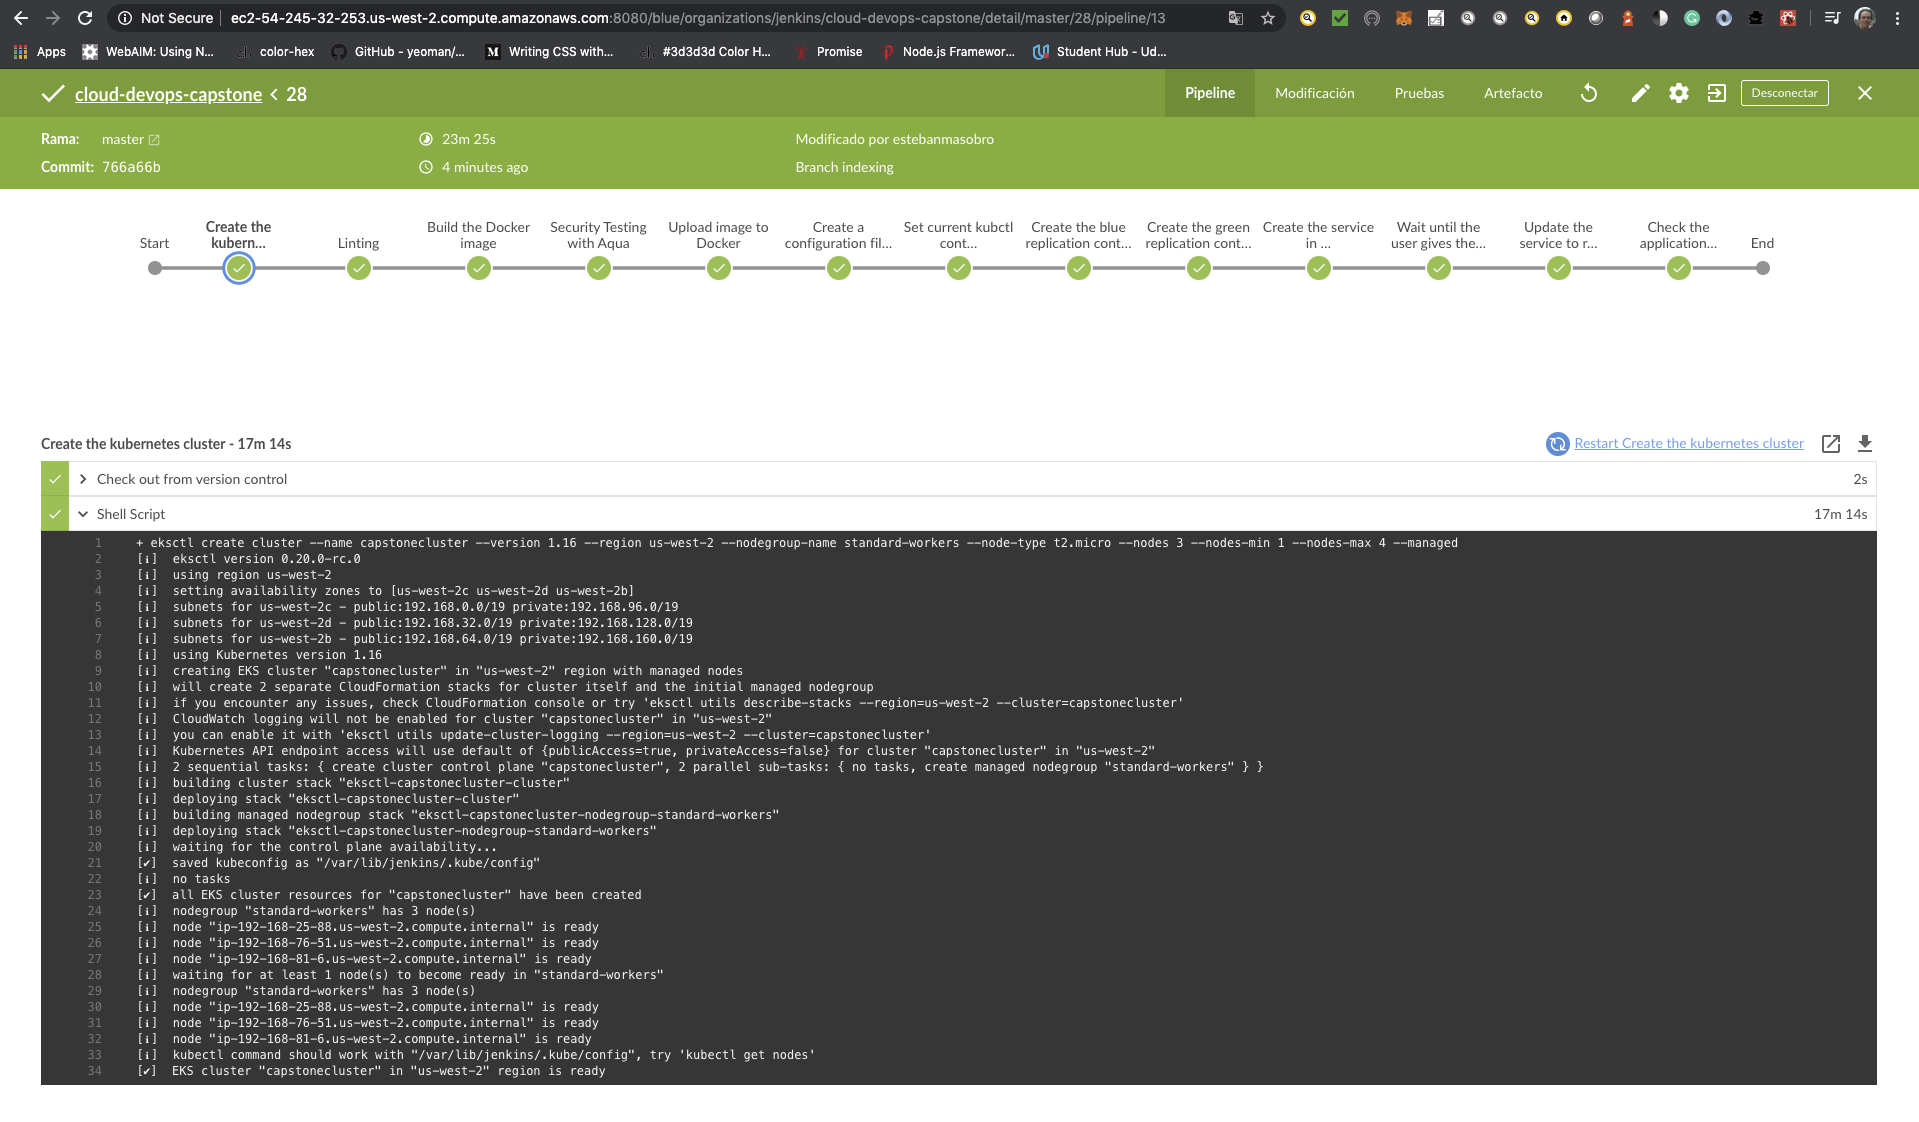 Not Secure ec2-54-245-32-253.us-west-2.compute.amazonaws.com:8080/blue/organizations/jenkins/cloud-devops-capstone/detail/master/28/pipeline/13
Apps WebAIM: Using N... color-hex GitHub - yeoman/... Writing CSS with... #3d3d3d Color H... Promise Node.js Framewor... Student Hub - Ud...
cloud-devops-capstone < 28 Pipeline Modificación Pruebas Artefacto Desconectar
Rama: master 23m 25s Modificado por estebanmasobro
Commit: 766a66b 4 minutes ago Branch indexing
Start
Create the kubern...
Linting
Build the Docker image
Security Testing with Aqua
Upload image to Docker
Create a configuration fil...
Set current kubctl cont...
Create the blue replication cont...
Create the green replication cont...
Create the service in ...
Wait until the user gives the...
Update the service to r...
Check the application...
End
Create the kubernetes cluster - 17m 14s Restart Create the kubernetes cluster
Check out from version control 2s
Shell Script 17m 14s
1 + eksctl create cluster --name capstonecluster --version 1.16 --region us-west-2 --nodegroup-name standard-workers --node-type t2.micro --nodes 3 --nodes-min 1 --nodes-max 4 --managed
2 [ℹ] eksctl version 0.20.0-rc.0
3 [ℹ] using region us-west-2
4 [ℹ] setting availability zones to [us-west-2c us-west-2d us-west-2b]
5 [ℹ] subnets for us-west-2c - public:192.168.0.0/19 private:192.168.96.0/19
6 [ℹ] subnets for us-west-2d - public:192.168.32.0/19 private:192.168.128.0/19
7 [ℹ] subnets for us-west-2b - public:192.168.64.0/19 private:192.168.160.0/19
8 [ℹ] using Kubernetes version 1.16
9 [ℹ] creating EKS cluster "capstonecluster" in "us-west-2" region with managed nodes
10 [ℹ] will create 2 separate CloudFormation stacks for cluster itself and the initial managed nodegroup
11 [ℹ] if you encounter any issues, check CloudFormation console or try 'eksctl utils describe-stacks --region=us-west-2 --cluster=capstonecluster'
12 [ℹ] CloudWatch logging will not be enabled for cluster "capstonecluster" in "us-west-2"
13 [ℹ] you can enable it with 'eksctl utils update-cluster-logging --region=us-west-2 --cluster=capstonecluster'
14 [ℹ] Kubernetes API endpoint access will use default of {publicAccess=true, privateAccess=false} for cluster "capstonecluster" in "us-west-2"
15 [ℹ] 2 sequential tasks: { create cluster control plane "capstonecluster", 2 parallel sub-tasks: { no tasks, create managed nodegroup "standard-workers" } }
16 [ℹ] building cluster stack "eksctl-capstonecluster-cluster"
17 [ℹ] deploying stack "eksctl-capstonecluster-cluster"
18 [ℹ] building managed nodegroup stack "eksctl-capstonecluster-nodegroup-standard-workers"
19 [ℹ] deploying stack "eksctl-capstonecluster-nodegroup-standard-workers"
20 [ℹ] waiting for the control plane availability...
21 [✔] saved kubeconfig as "/var/lib/jenkins/.kube/config"
22 [ℹ] no tasks
23 [✔] all EKS cluster resources for "capstonecluster" have been created
24 [ℹ] nodegroup "standard-workers" has 3 node(s)
25 [ℹ] node "ip-192-168-25-88.us-west-2.compute.internal" is ready
26 [ℹ] node "ip-192-168-76-51.us-west-2.compute.internal" is ready
27 [ℹ] node "ip-192-168-81-6.us-west-2.compute.internal" is ready
28 [ℹ] waiting for at least 1 node(s) to become ready in "standard-workers"
29 [ℹ] nodegroup "standard-workers" has 3 node(s)
30 [ℹ] node "ip-192-168-25-88.us-west-2.compute.internal" is ready
31 [ℹ] node "ip-192-168-76-51.us-west-2.compute.internal" is ready
32 [ℹ] node "ip-192-168-81-6.us-west-2.compute.internal" is ready
33 [ℹ] kubectl command should work with "/var/lib/jenkins/.kube/config", try 'kubectl get nodes'
34 [✔] EKS cluster "capstonecluster" in "us-west-2" region is ready